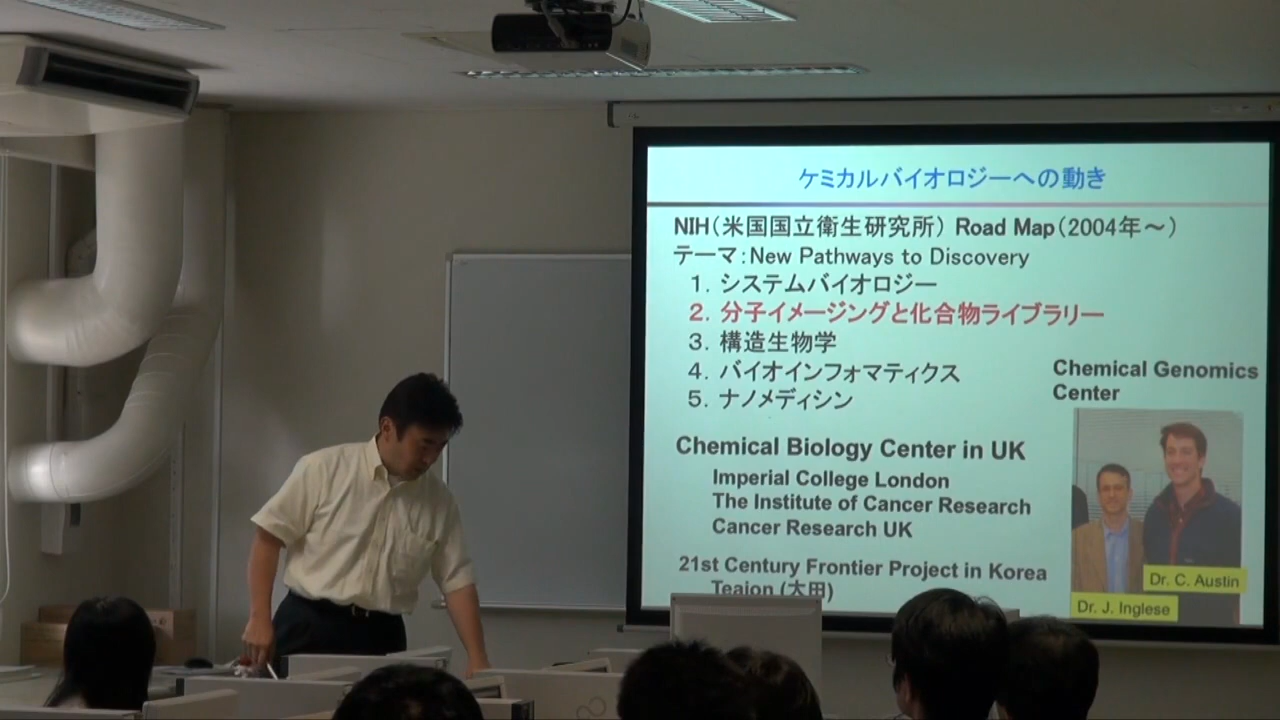 ケミカルバイオロジーへの動き
NIH（米国国立衛生研究所） Road Map（2004年～）
テーマ：New Pathways to Discovery
1．システムバイオロジー
2．分子イメージングと化合物ライブラリー
3．構造生物学
4．バイオインフォマティクス
5．ナノメディシン
Chemical Genomics
Center
Chemical Biology Center in UK
Imperial College London
The Institute of Cancer Research
Cancer Research UK
21st Century Frontier Project in Korea
Teajon (太田)
Dr. C. Austin
Dr. J. Inglese